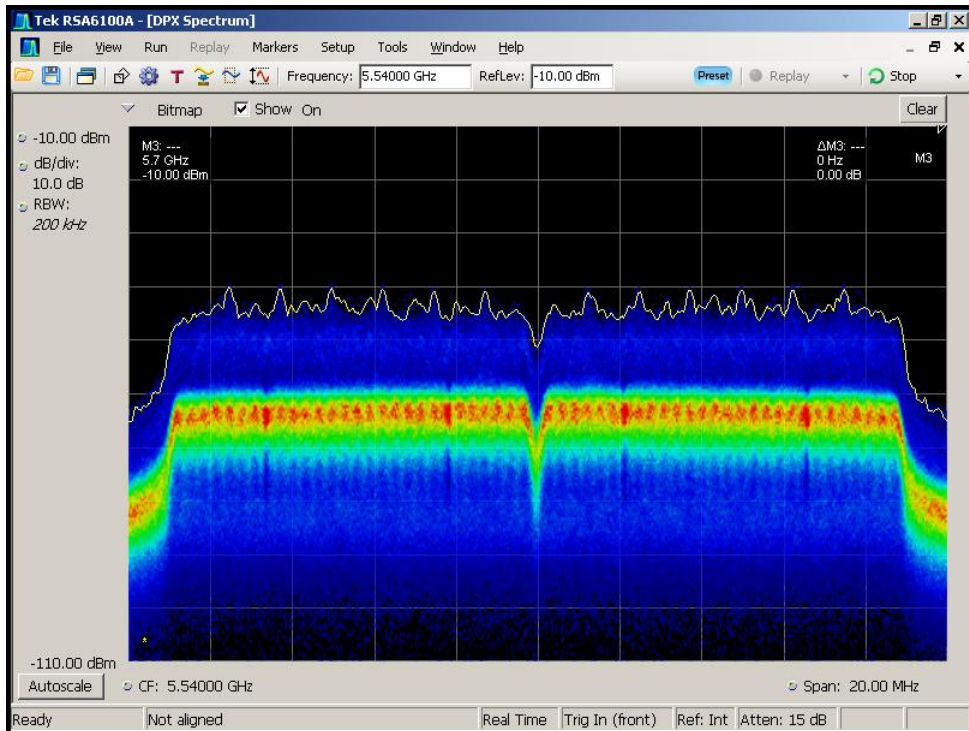 Tek RSA6100A - [DPX Spectrum]
File View Run Replay Markers Setup Tools Window Help
Frequency: 5.54000 GHz RefLev: -10.00 dBm Preset Replay Stop
Bitmap Show On Clear
-10.00 dBm
dB/div:
10.0 dB
RBW:
200 kHz
M3: ---
5.7 GHz
-10.00 dBm
ΔM3: ---
0 Hz
0.00 dB
M3
-110.00 dBm
Autoscale CF: 5.54000 GHz Span: 20.00 MHz
Ready Not aligned Real Time Trig In (front) Ref: Int Atten: 15 dB